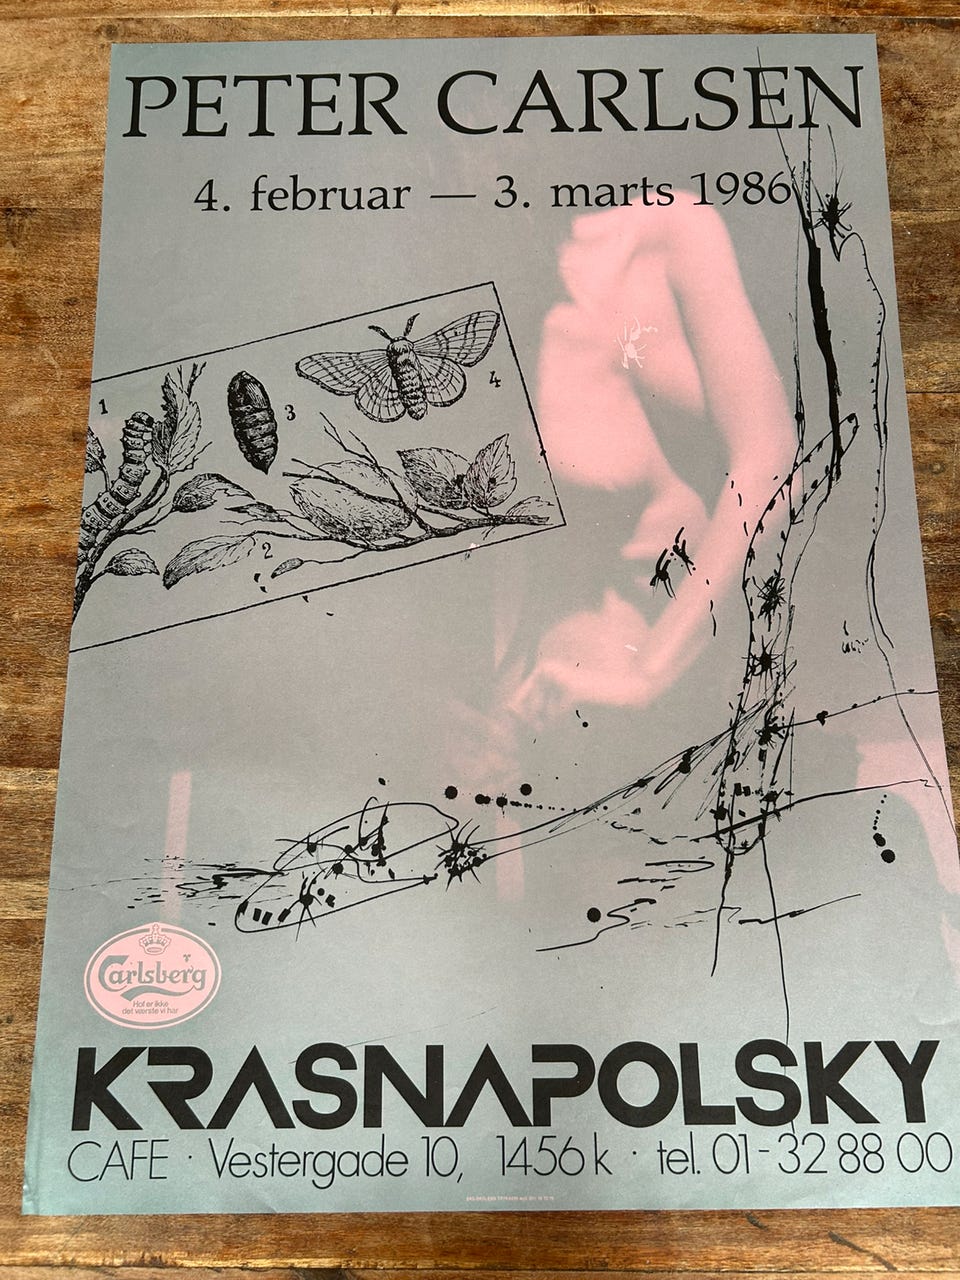 PETER CARLSEN
4. februar — 3. marts 1986
1
3
4
2
Carlsberg
Hof er ikke
det værste vi har
KRASNAPOLSKY
CAFE · Vestergade 10, 1456 k · tel. 01-32 88 00